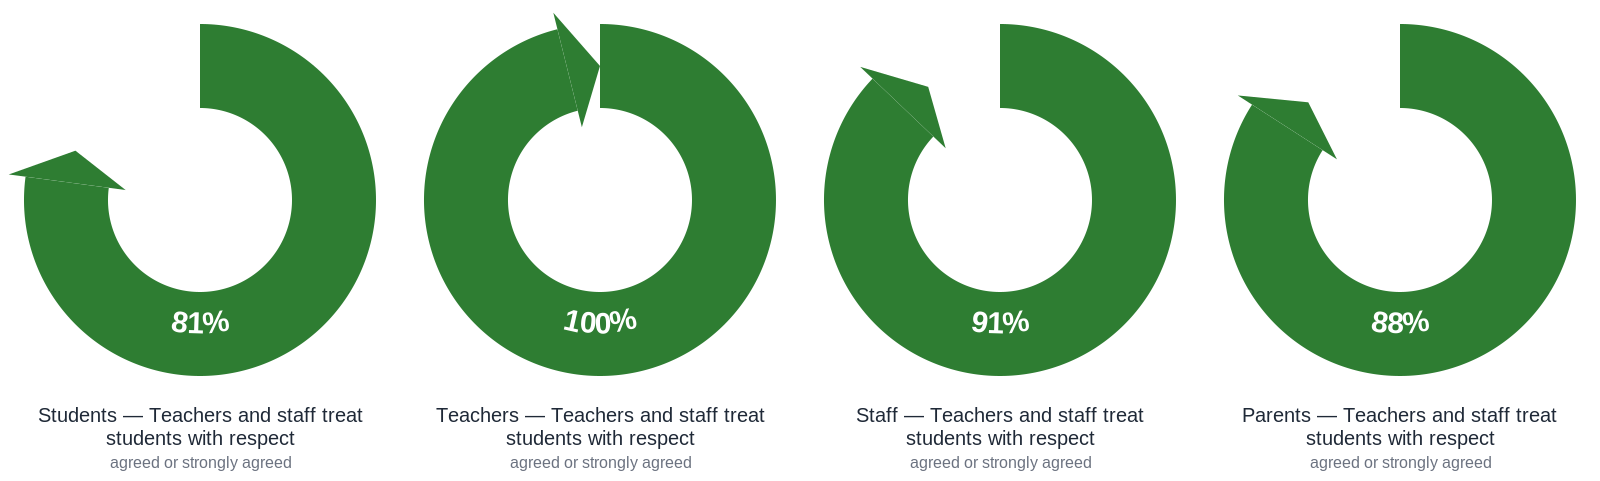 81%
100%
91%
88%
Students — Teachers and staff treat
students with respect
agreed or strongly agreed
Teachers — Teachers and staff treat
students with respect
agreed or strongly agreed
Staff — Teachers and staff treat
students with respect
agreed or strongly agreed
Parents — Teachers and staff treat
students with respect
agreed or strongly agreed